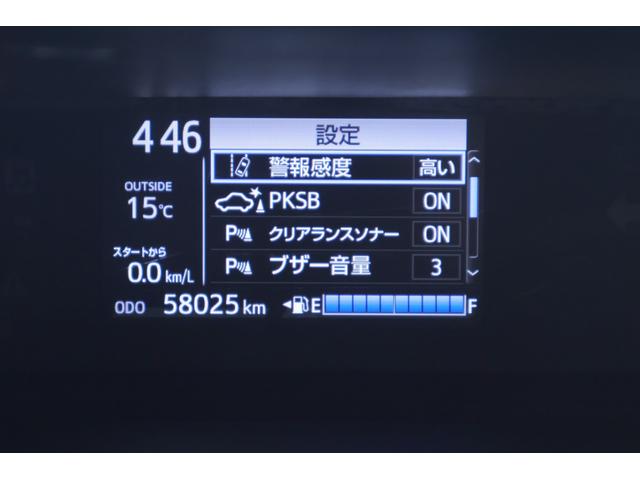 4:46
設定
警報感度 高い
OUTSIDE
15℃
PKSB ON
クリアランスソナー ON
スタートから
0.0 km/L
ブザー音量 3
ODO 58025 km
E F